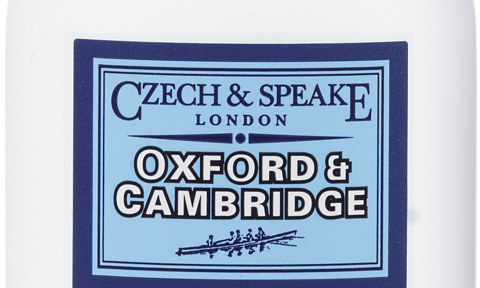 CZECH & SPEAKE
LONDON
OXFORD &
CAMBRIDGE